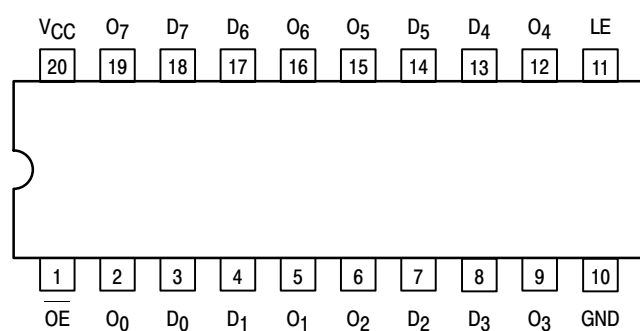 VCC O7 D7 D6 O6 O5 D5 D4 O4 LE
20 19 18 17 16 15 14 13 12 11
1 2 3 4 5 6 7 8 9 10
OE O0 D0 D1 O1 O2 D2 D3 O3 GND